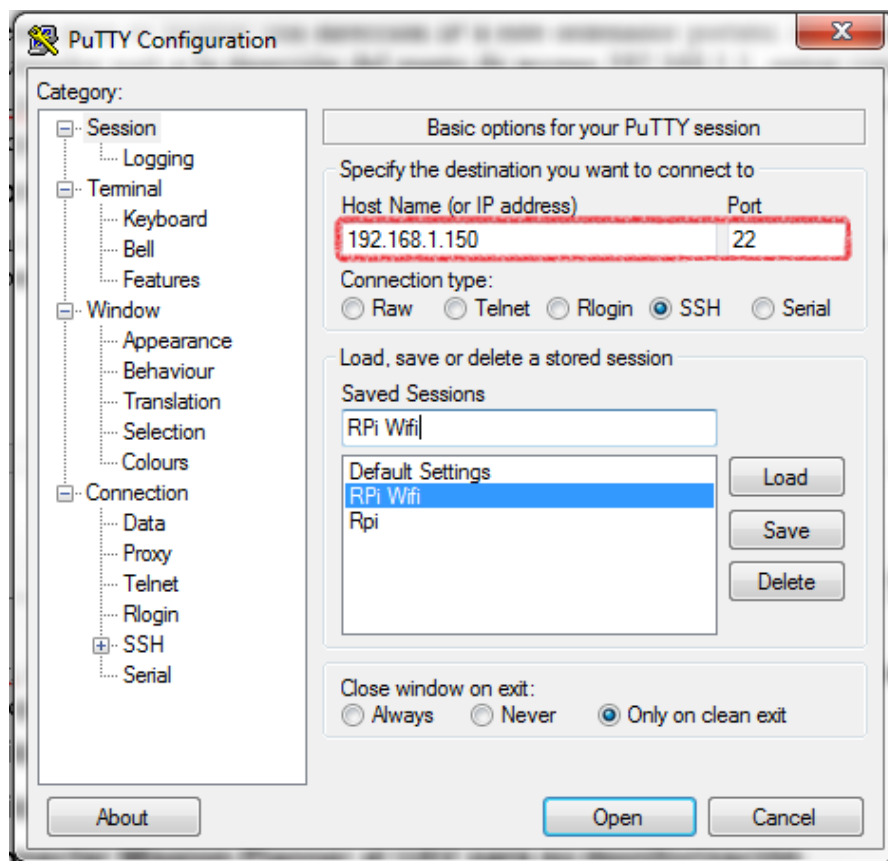 PuTTY Configuration
Category:
Session
Logging
Terminal
Keyboard
Bell
Features
Window
Appearance
Behaviour
Translation
Selection
Colours
Connection
Data
Proxy
Telnet
Rlogin
SSH
Serial
Basic options for your PuTTY session
Specify the destination you want to connect to
Host Name (or IP address) Port
192.168.1.150 22
Connection type:
Raw Telnet Rlogin SSH Serial
Load, save or delete a stored session
Saved Sessions
RPi Wifi
Default Settings
RPi Wifi
Rpi
Load
Save
Delete
Close window on exit:
Always Never Only on clean exit
About Open Cancel